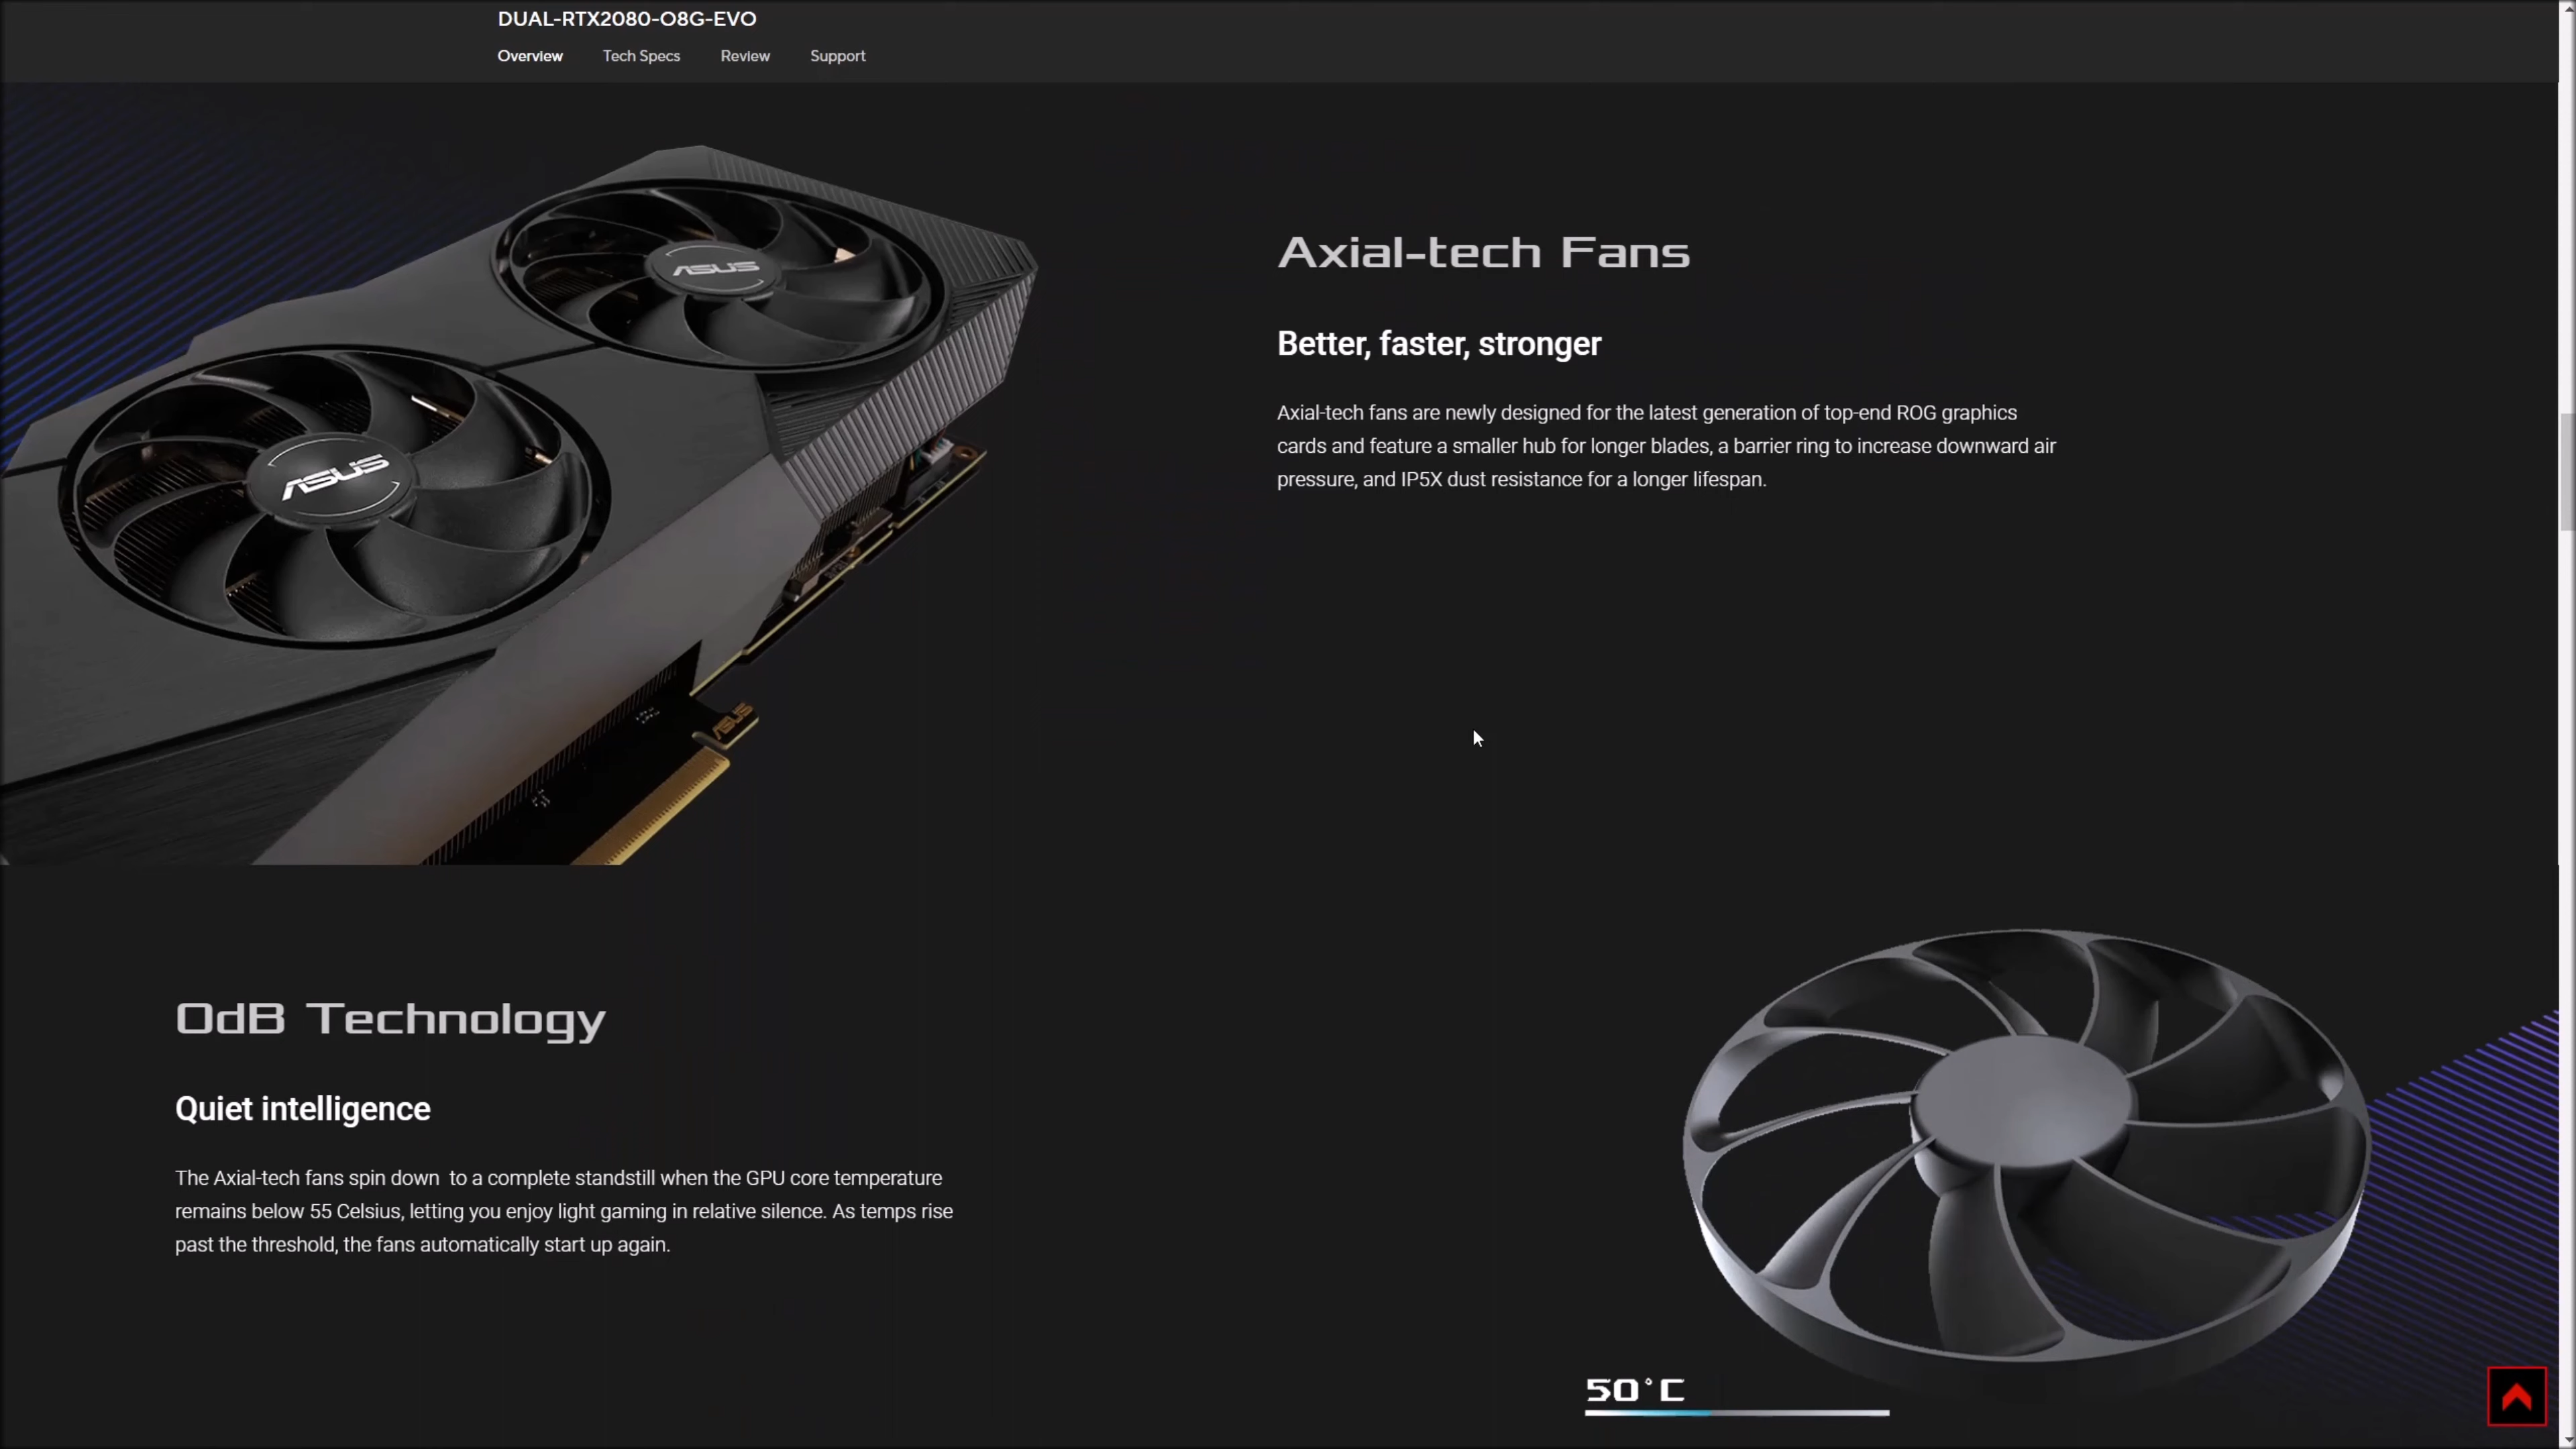 DUAL-RTX2080-O8G-EVO
Overview Tech Specs Review Support
ASUS
ASUS
ASUS
Axial-tech Fans
Better, faster, stronger
Axial-tech fans are newly designed for the latest generation of top-end ROG graphics
cards and feature a smaller hub for longer blades, a barrier ring to increase downward air
pressure, and IP5X dust resistance for a longer lifespan.
0dB Technology
Quiet intelligence
The Axial-tech fans spin down  to a complete standstill when the GPU core temperature
remains below 55 Celsius, letting you enjoy light gaming in relative silence. As temps rise
past the threshold, the fans automatically start up again.
50°C